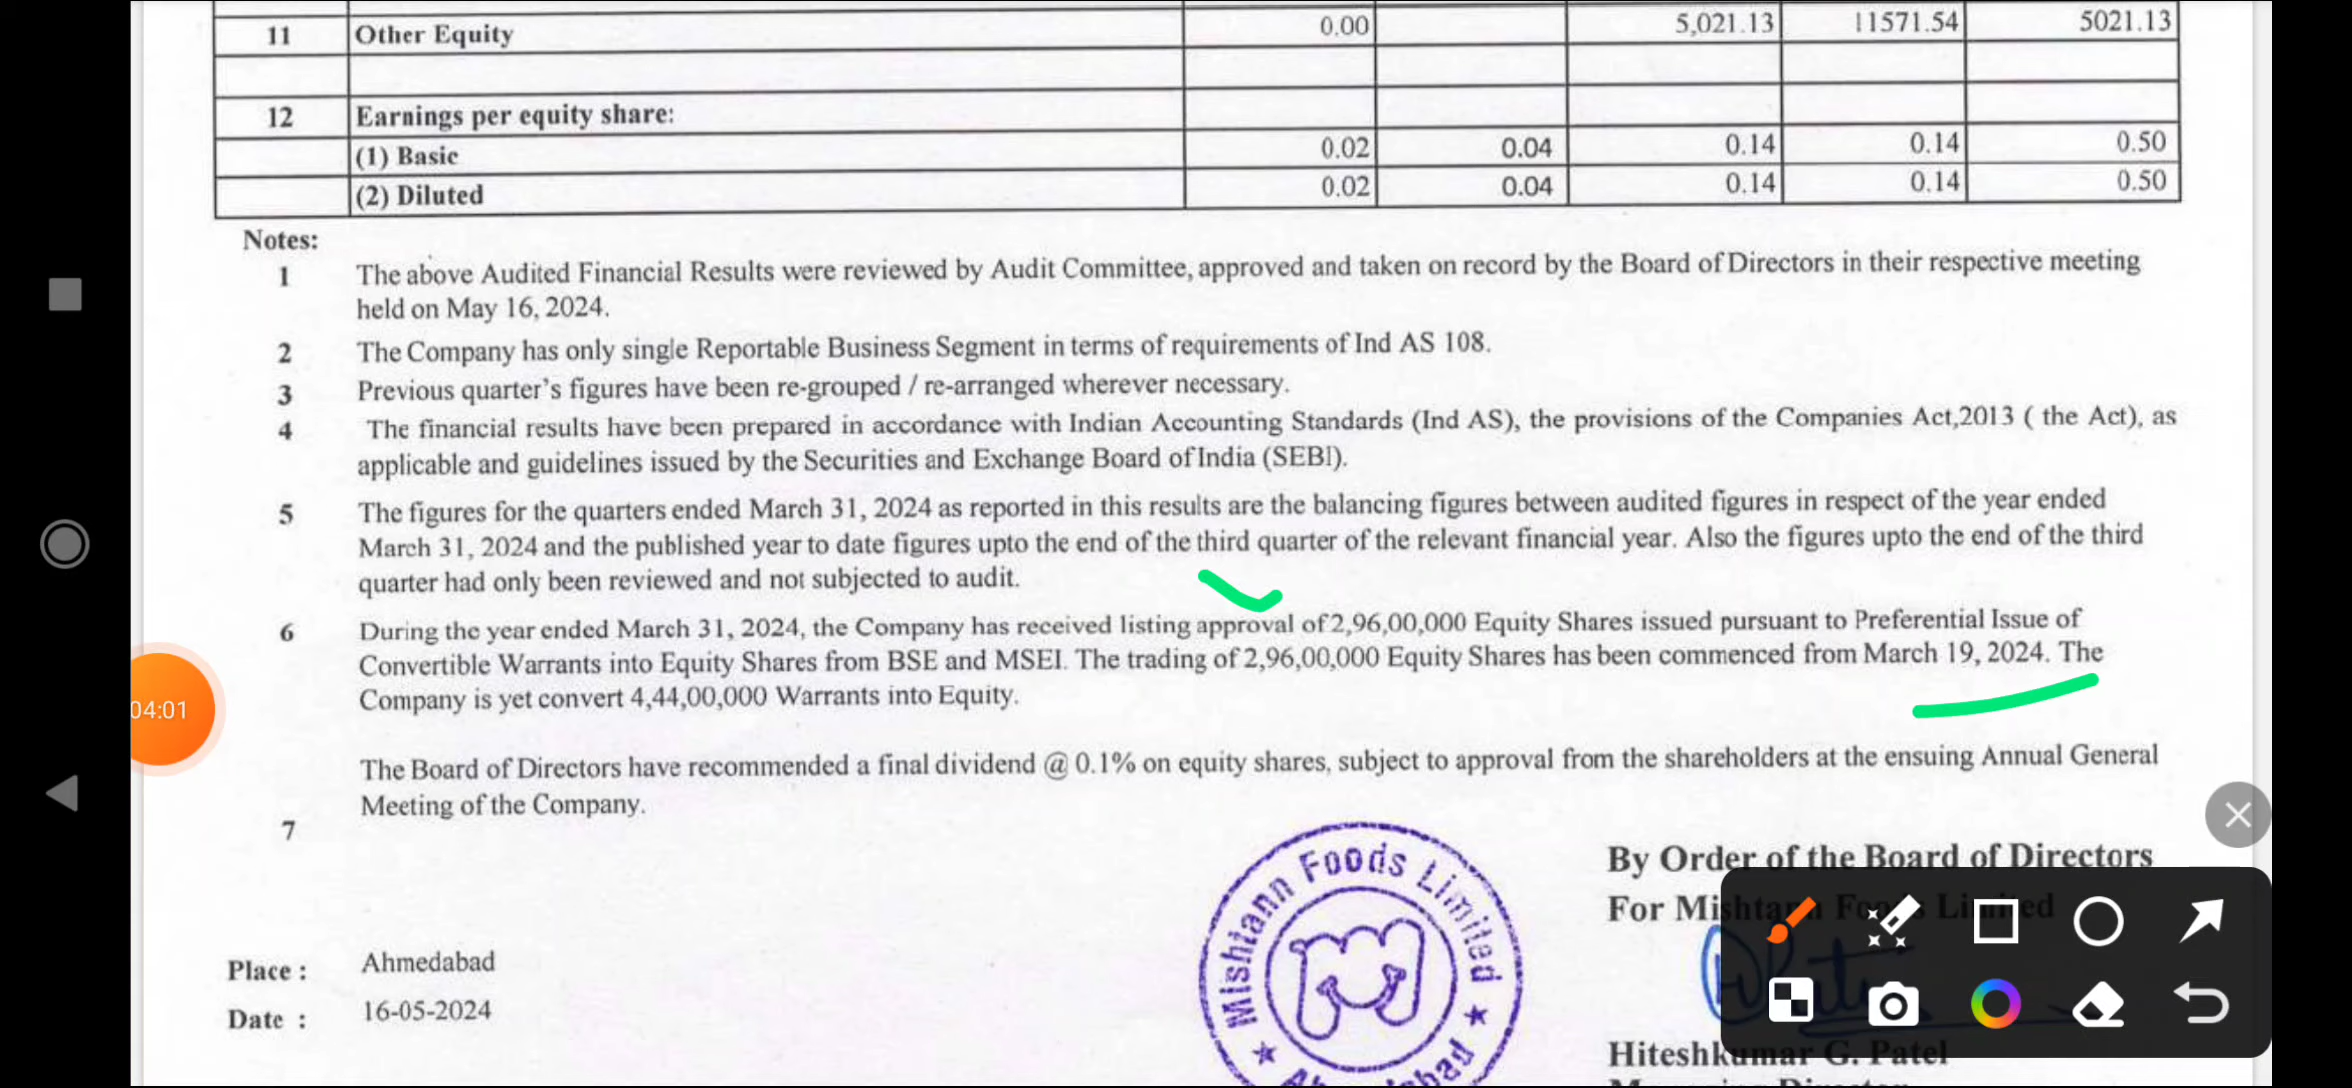 11 Other Equity 0.00 5,021.13 11571.54 5021.13
12 Earnings per equity share:
(1) Basic 0.02 0.04 0.14 0.14 0.50
(2) Diluted 0.02 0.04 0.14 0.14 0.50
Notes:
1 The above Audited Financial Results were reviewed by Audit Committee, approved and taken on record by the Board of Directors in their respective meeting
held on May 16, 2024.
2 The Company has only single Reportable Business Segment in terms of requirements of Ind AS 108.
3 Previous quarter's figures have been re-grouped / re-arranged wherever necessary.
4 The financial results have been prepared in accordance with Indian Accounting Standards (Ind AS), the provisions of the Companies Act,2013 ( the Act), as
applicable and guidelines issued by the Securities and Exchange Board of India (SEBI).
5 The figures for the quarters ended March 31, 2024 as reported in this results are the balancing figures between audited figures in respect of the year ended
March 31, 2024 and the published year to date figures upto the end of the third quarter of the relevant financial year. Also the figures upto the end of the third
quarter had only been reviewed and not subjected to audit.
6 During the year ended March 31, 2024, the Company has received listing approval of 2,96,00,000 Equity Shares issued pursuant to Preferential Issue of
Convertible Warrants into Equity Shares from BSE and MSEI. The trading of 2,96,00,000 Equity Shares has been commenced from March 19, 2024. The
Company is yet convert 4,44,00,000 Warrants into Equity.
04:01
The Board of Directors have recommended a final dividend @ 0.1% on equity shares, subject to approval from the shareholders at the ensuing Annual General
Meeting of the Company.
7
Mishtann Foods Limited
By Order of the Board of Directors
For Mishtann Foods Limited
Place : Ahmedabad
Date : 16-05-2024
Hiteshkumar G. Patel